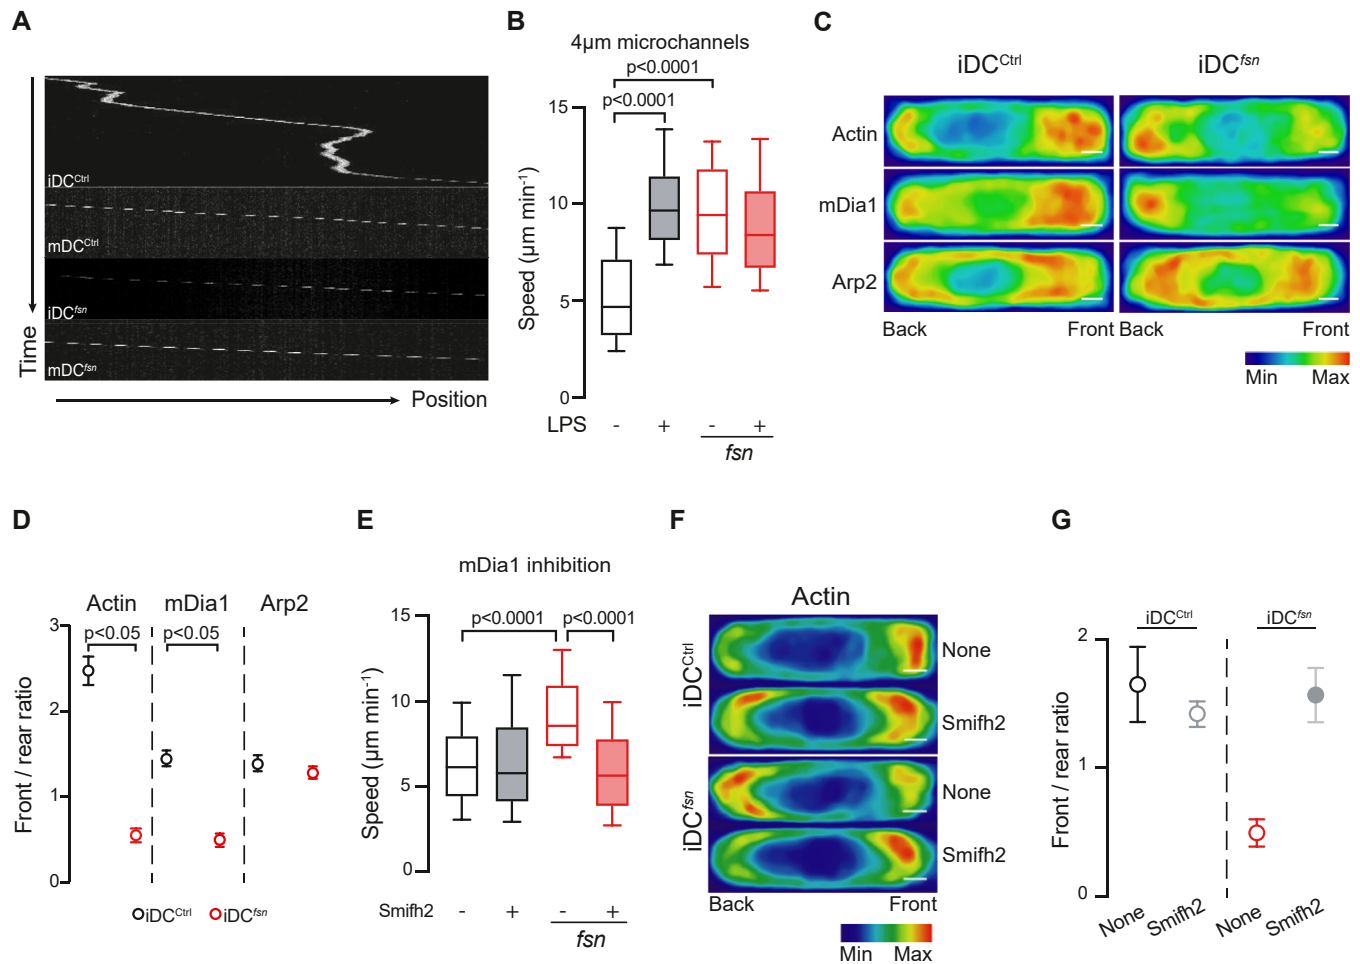 A
iDCCtrl
mDCCtrl
iDCfsn
mDCfsn
Time
Position
B
4µm microchannels
p<0.0001
p<0.0001
Speed (µm min-1)
15
10
5
0
LPS - + - +
fsn
C
iDCCtrl iDCfsn
Actin
mDia1
Arp2
Back Front Back Front
Min Max
D
Actin mDia1 Arp2
p<0.05 p<0.05
Front / rear ratio
3
2
1
0
iDCCtrl iDCfsn
E
mDia1 inhibition
p<0.0001 p<0.0001
Speed (µm min-1)
15
10
5
0
Smifh2 - + - +
fsn
F
Actin
iDCCtrl
None
Smifh2
iDCfsn
None
Smifh2
Back Front
Min Max
G
iDCCtrl iDCfsn
Front / rear ratio
2
1
0
None Smifh2 None Smifh2